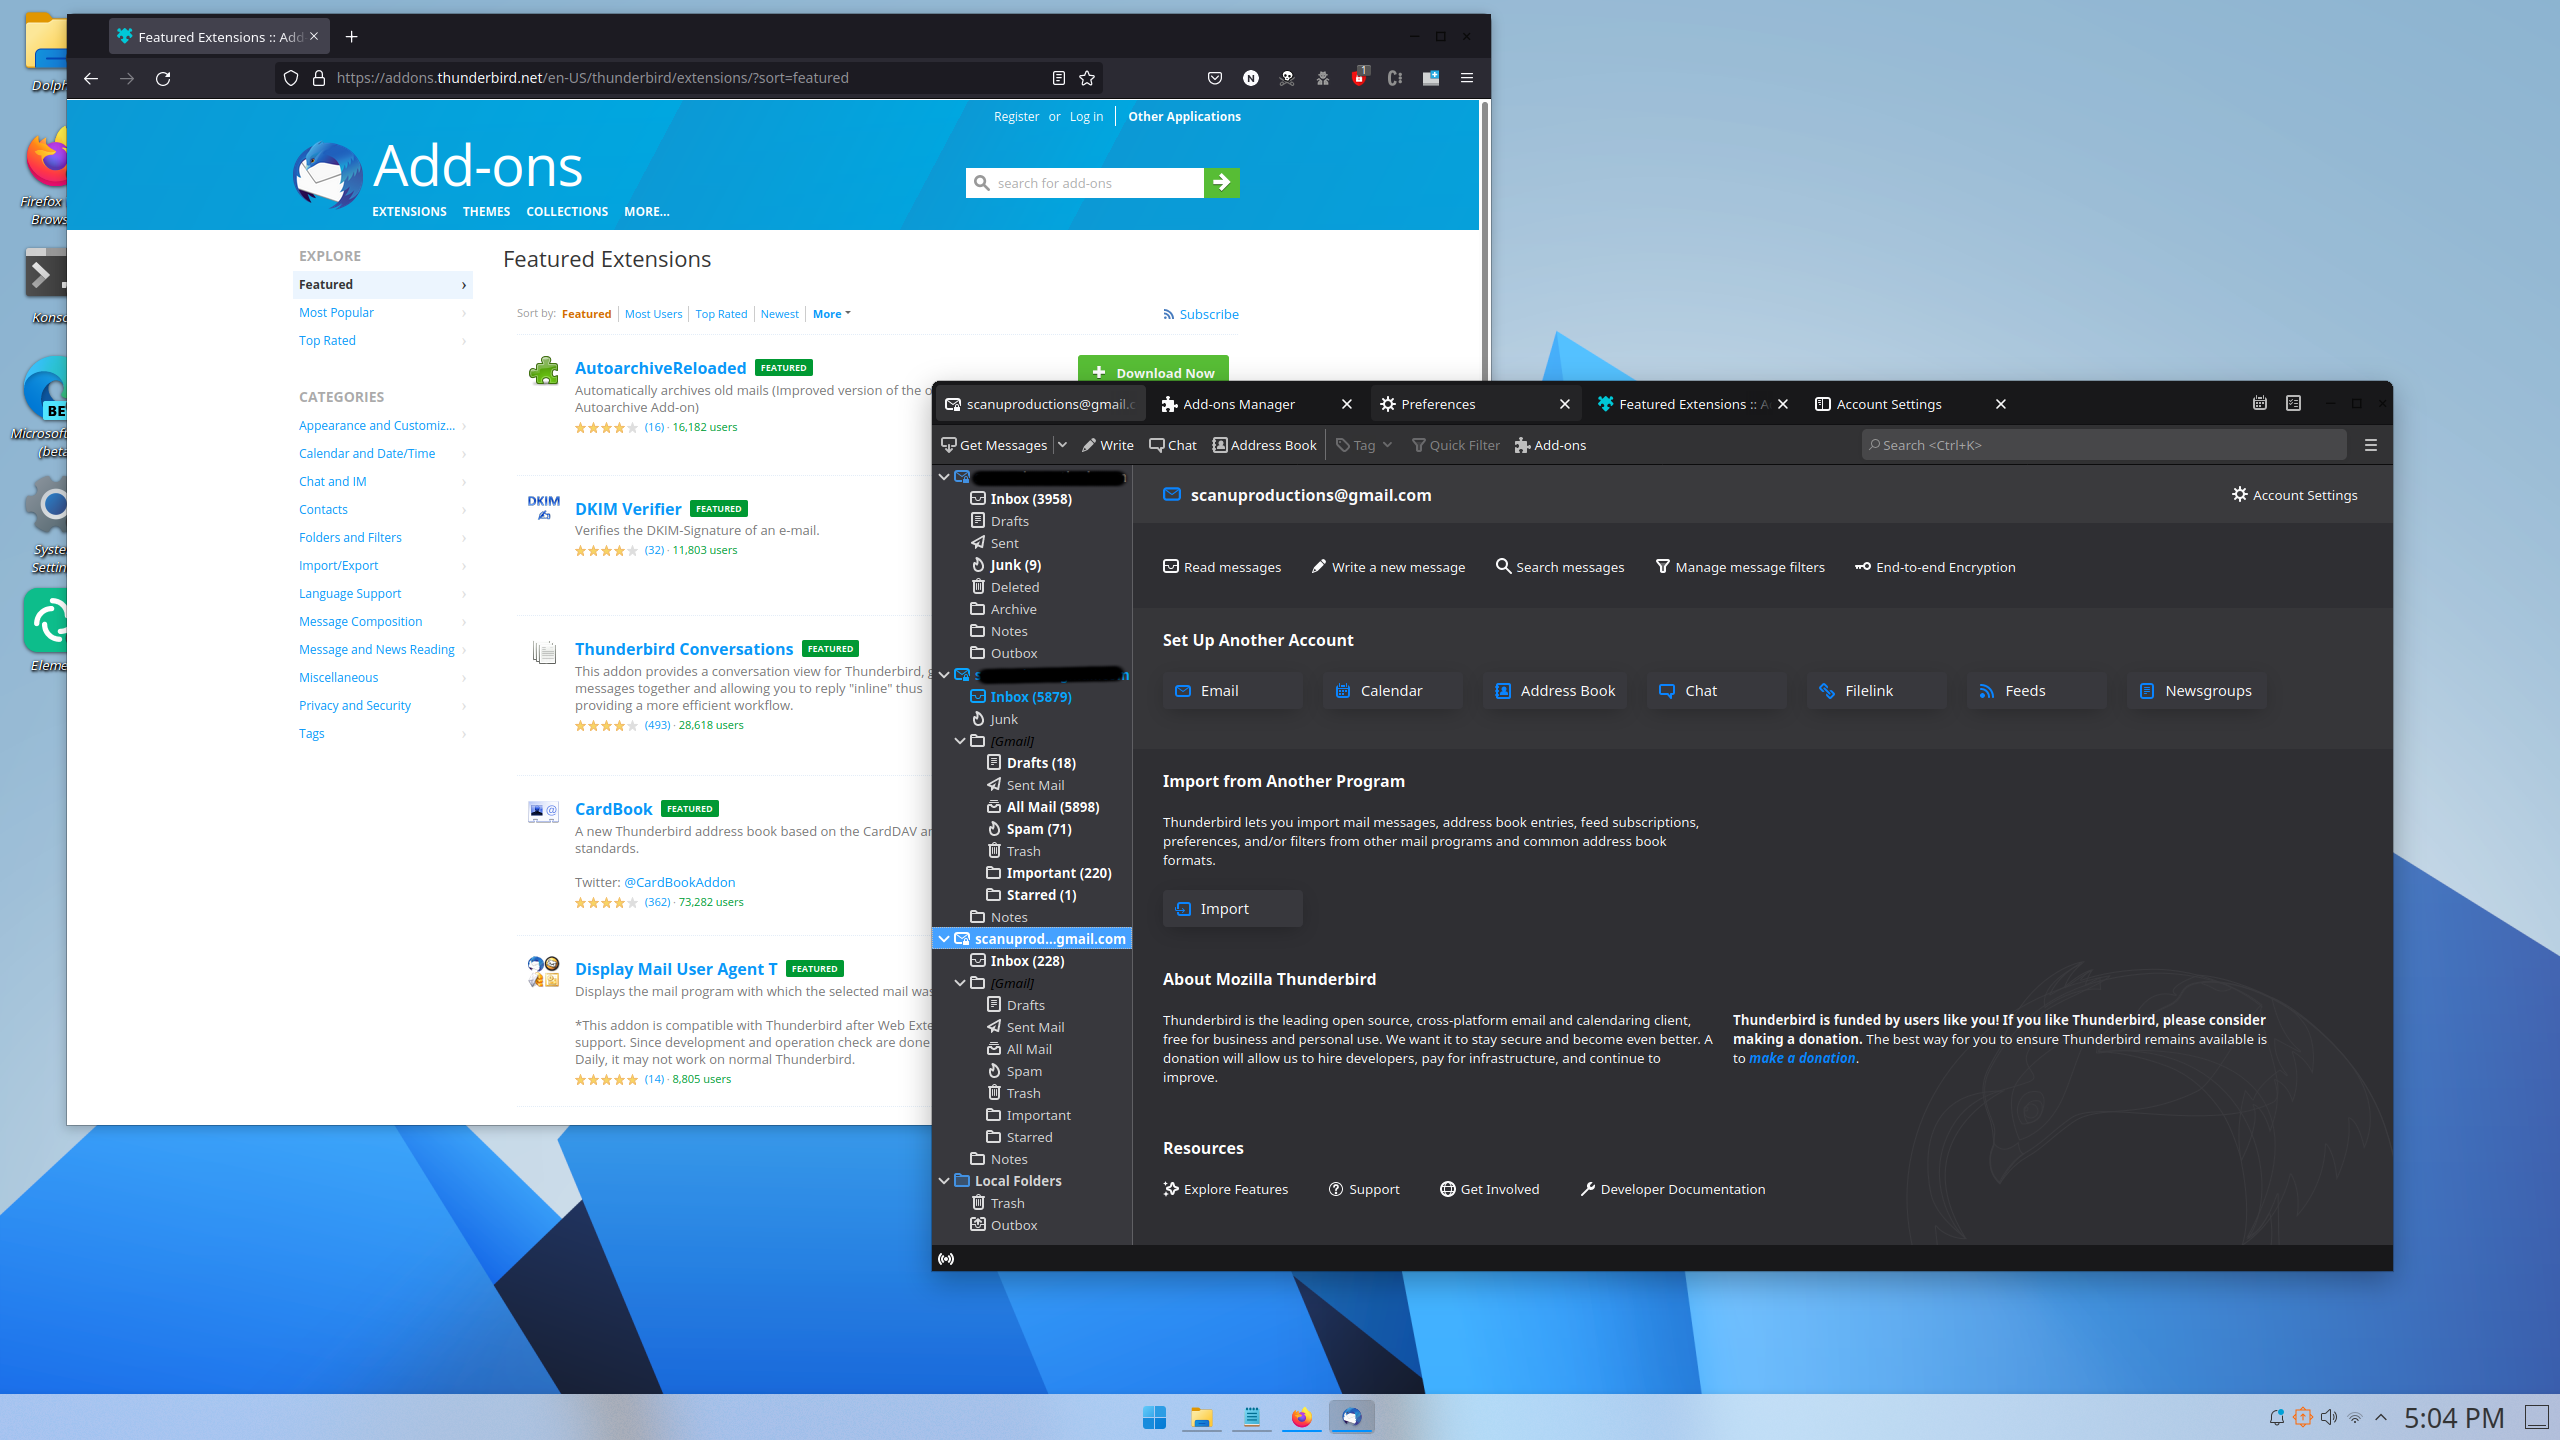 Featured Extensions :: Add
https://addons.thunderbird.net/en-US/thunderbird/extensions/?sort=featured
1
N
Register or Log in
Other Applications
Add-ons
search for add-ons
EXTENSIONS THEMES COLLECTIONS MORE...
EXPLORE
Featured
Most Popular
Top Rated
CATEGORIES
Appearance and Customiz...
Calendar and Date/Time
Chat and IM
Contacts
Folders and Filters
Import/Export
Language Support
Message Composition
Message and News Reading
Miscellaneous
Privacy and Security
Tags
Featured Extensions
Sort by: Featured Most Users Top Rated Newest More
Subscribe
AutoarchiveReloaded FEATURED
Automatically archives old mails (Improved version of the o
Autoarchive Add-on)
(16) · 16,182 users
Download Now
DKIM
DKIM Verifier FEATURED
Verifies the DKIM-Signature of an e-mail.
(32) · 11,803 users
Thunderbird Conversations FEATURED
This addon provides a conversation view for Thunderbird, g
messages together and allowing you to reply "inline" thus
providing a more efficient workflow.
(493) · 28,618 users
CardBook FEATURED
A new Thunderbird address book based on the CardDAV an
standards.
Twitter: @CardBookAddon
(362) · 73,282 users
Display Mail User Agent T FEATURED
Displays the mail program with which the selected mail was
*This addon is compatible with Thunderbird after Web Exte
support. Since development and operation check are done
Daily, it may not work on normal Thunderbird.
(14) · 8,805 users
Dolph
Firefox
Brows
Konso
BE
Microsoft
(beta
Syste
Settin
Eleme
scanuproductions@gmail.c
Add-ons Manager
Preferences
Featured Extensions :: A
Account Settings
Get Messages
Write
Chat
Address Book
Tag
Quick Filter
Add-ons
Search <Ctrl+K>
Inbox (3958)
Drafts
Sent
Junk (9)
Deleted
Archive
Notes
Outbox
Inbox (5879)
Junk
[Gmail]
Drafts (18)
Sent Mail
All Mail (5898)
Spam (71)
Trash
Important (220)
Starred (1)
Notes
scanuprod...gmail.com
Inbox (228)
[Gmail]
Drafts
Sent Mail
All Mail
Spam
Trash
Important
Starred
Notes
Local Folders
Trash
Outbox
scanuproductions@gmail.com
Account Settings
Read messages
Write a new message
Search messages
Manage message filters
End-to-end Encryption
Set Up Another Account
Email
Calendar
Address Book
Chat
Filelink
Feeds
Newsgroups
Import from Another Program
Thunderbird lets you import mail messages, address book entries, feed subscriptions,
preferences, and/or filters from other mail programs and common address book
formats.
Import
About Mozilla Thunderbird
Thunderbird is the leading open source, cross-platform email and calendaring client,
free for business and personal use. We want it to stay secure and become even better. A
donation will allow us to hire developers, pay for infrastructure, and continue to
improve.
Thunderbird is funded by users like you! If you like Thunderbird, please consider
making a donation. The best way for you to ensure Thunderbird remains available is
to make a donation.
Resources
Explore Features
Support
Get Involved
Developer Documentation
5:04 PM